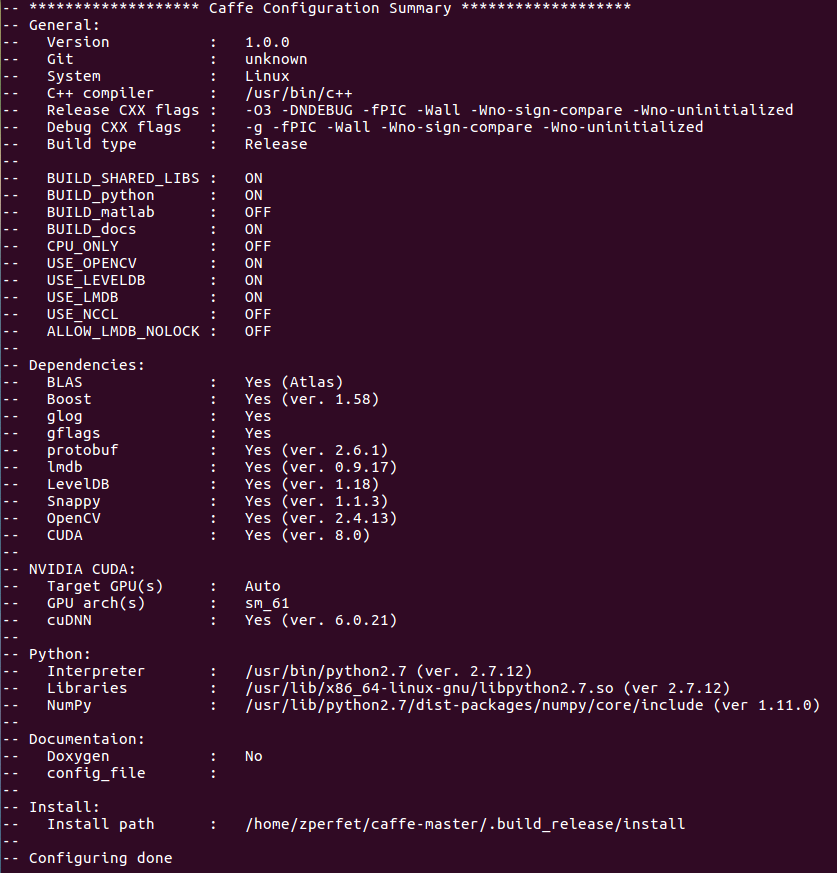 -- ******************* Caffe Configuration Summary *******************
-- General:
--   Version           :   1.0.0
--   Git               :   unknown
--   System            :   Linux
--   C++ compiler      :   /usr/bin/c++
--   Release CXX flags :   -O3 -DNDEBUG -fPIC -Wall -Wno-sign-compare -Wno-uninitialized
--   Debug CXX flags   :   -g -fPIC -Wall -Wno-sign-compare -Wno-uninitialized
--   Build type        :   Release
--
--   BUILD_SHARED_LIBS :   ON
--   BUILD_python      :   ON
--   BUILD_matlab      :   OFF
--   BUILD_docs        :   ON
--   CPU_ONLY          :   OFF
--   USE_OPENCV        :   ON
--   USE_LEVELDB       :   ON
--   USE_LMDB          :   ON
--   USE_NCCL          :   OFF
--   ALLOW_LMDB_NOLOCK :   OFF
--
-- Dependencies:
--   BLAS              :   Yes (Atlas)
--   Boost             :   Yes (ver. 1.58)
--   glog              :   Yes
--   gflags            :   Yes
--   protobuf          :   Yes (ver. 2.6.1)
--   lmdb              :   Yes (ver. 0.9.17)
--   LevelDB           :   Yes (ver. 1.18)
--   Snappy            :   Yes (ver. 1.1.3)
--   OpenCV            :   Yes (ver. 2.4.13)
--   CUDA              :   Yes (ver. 8.0)
--
-- NVIDIA CUDA:
--   Target GPU(s)     :   Auto
--   GPU arch(s)       :   sm_61
--   cuDNN             :   Yes (ver. 6.0.21)
--
-- Python:
--   Interpreter       :   /usr/bin/python2.7 (ver. 2.7.12)
--   Libraries         :   /usr/lib/x86_64-linux-gnu/libpython2.7.so (ver 2.7.12)
--   NumPy             :   /usr/lib/python2.7/dist-packages/numpy/core/include (ver 1.11.0)
--
-- Documentaion:
--   Doxygen           :   No
--   config_file       :
--
-- Install:
--   Install path      :   /home/zperfet/caffe-master/.build_release/install
--
-- Configuring done